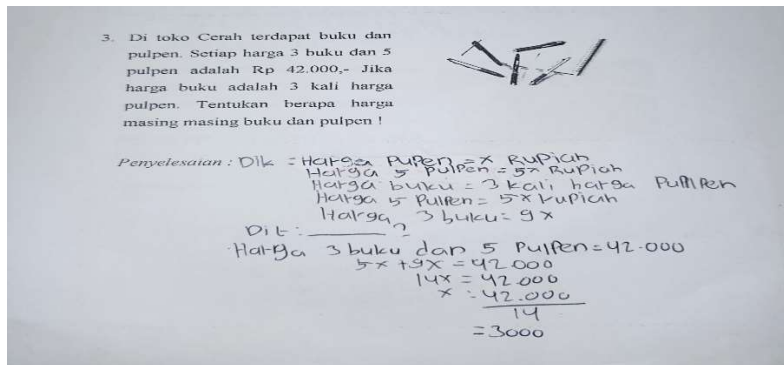 3. Di toko Cerah terdapat buku dan
pulpen. Setiap harga 3 buku dan 5
pulpen adalah Rp 42.000,- Jika
harga buku adalah 3 kali harga
pulpen. Tentukan berapa harga
masing masing buku dan pulpen !
Penyelesaian : Dik = Harga Pulpen = x Rupiah
Harga 5 pulpen = 5x Rupiah
Harga buku = 3 kali harga Pulpen
Harga 5 Pulpen = 5x rupiah
Harga 3 buku = 9x
Dit : ?
Harga 3 buku dan 5 Pulpen = 42.000
5x + 9x = 42.000
14x = 42.000
x = 42.000
14
= 3000